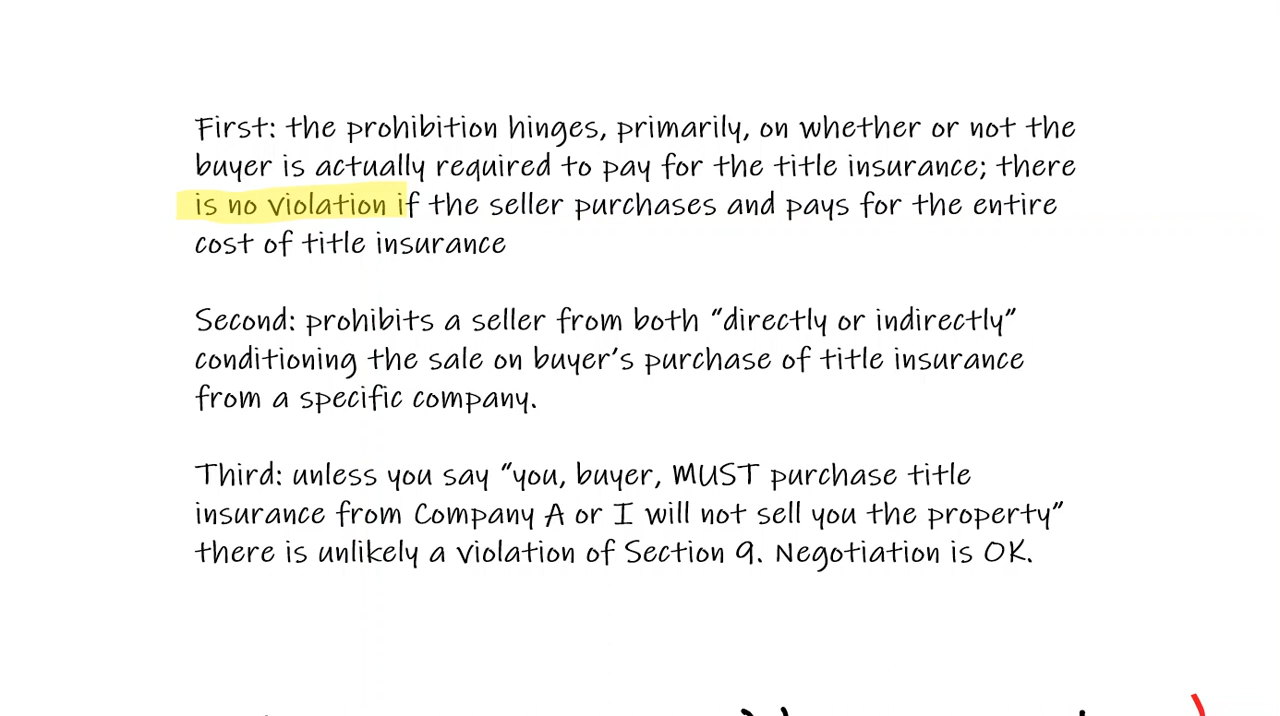 First: the prohibition hinges, primarily, on whether or not the
buyer is actually required to pay for the title insurance; there
is no violation if the seller purchases and pays for the entire
cost of title insurance
Second: prohibits a seller from both “directly or indirectly”
conditioning the sale on buyer’s purchase of title insurance
from a specific company.
Third: unless you say “you, buyer, MUST purchase title
insurance from Company A or I will not sell you the property”
there is unlikely a violation of Section 9. Negotiation is OK.